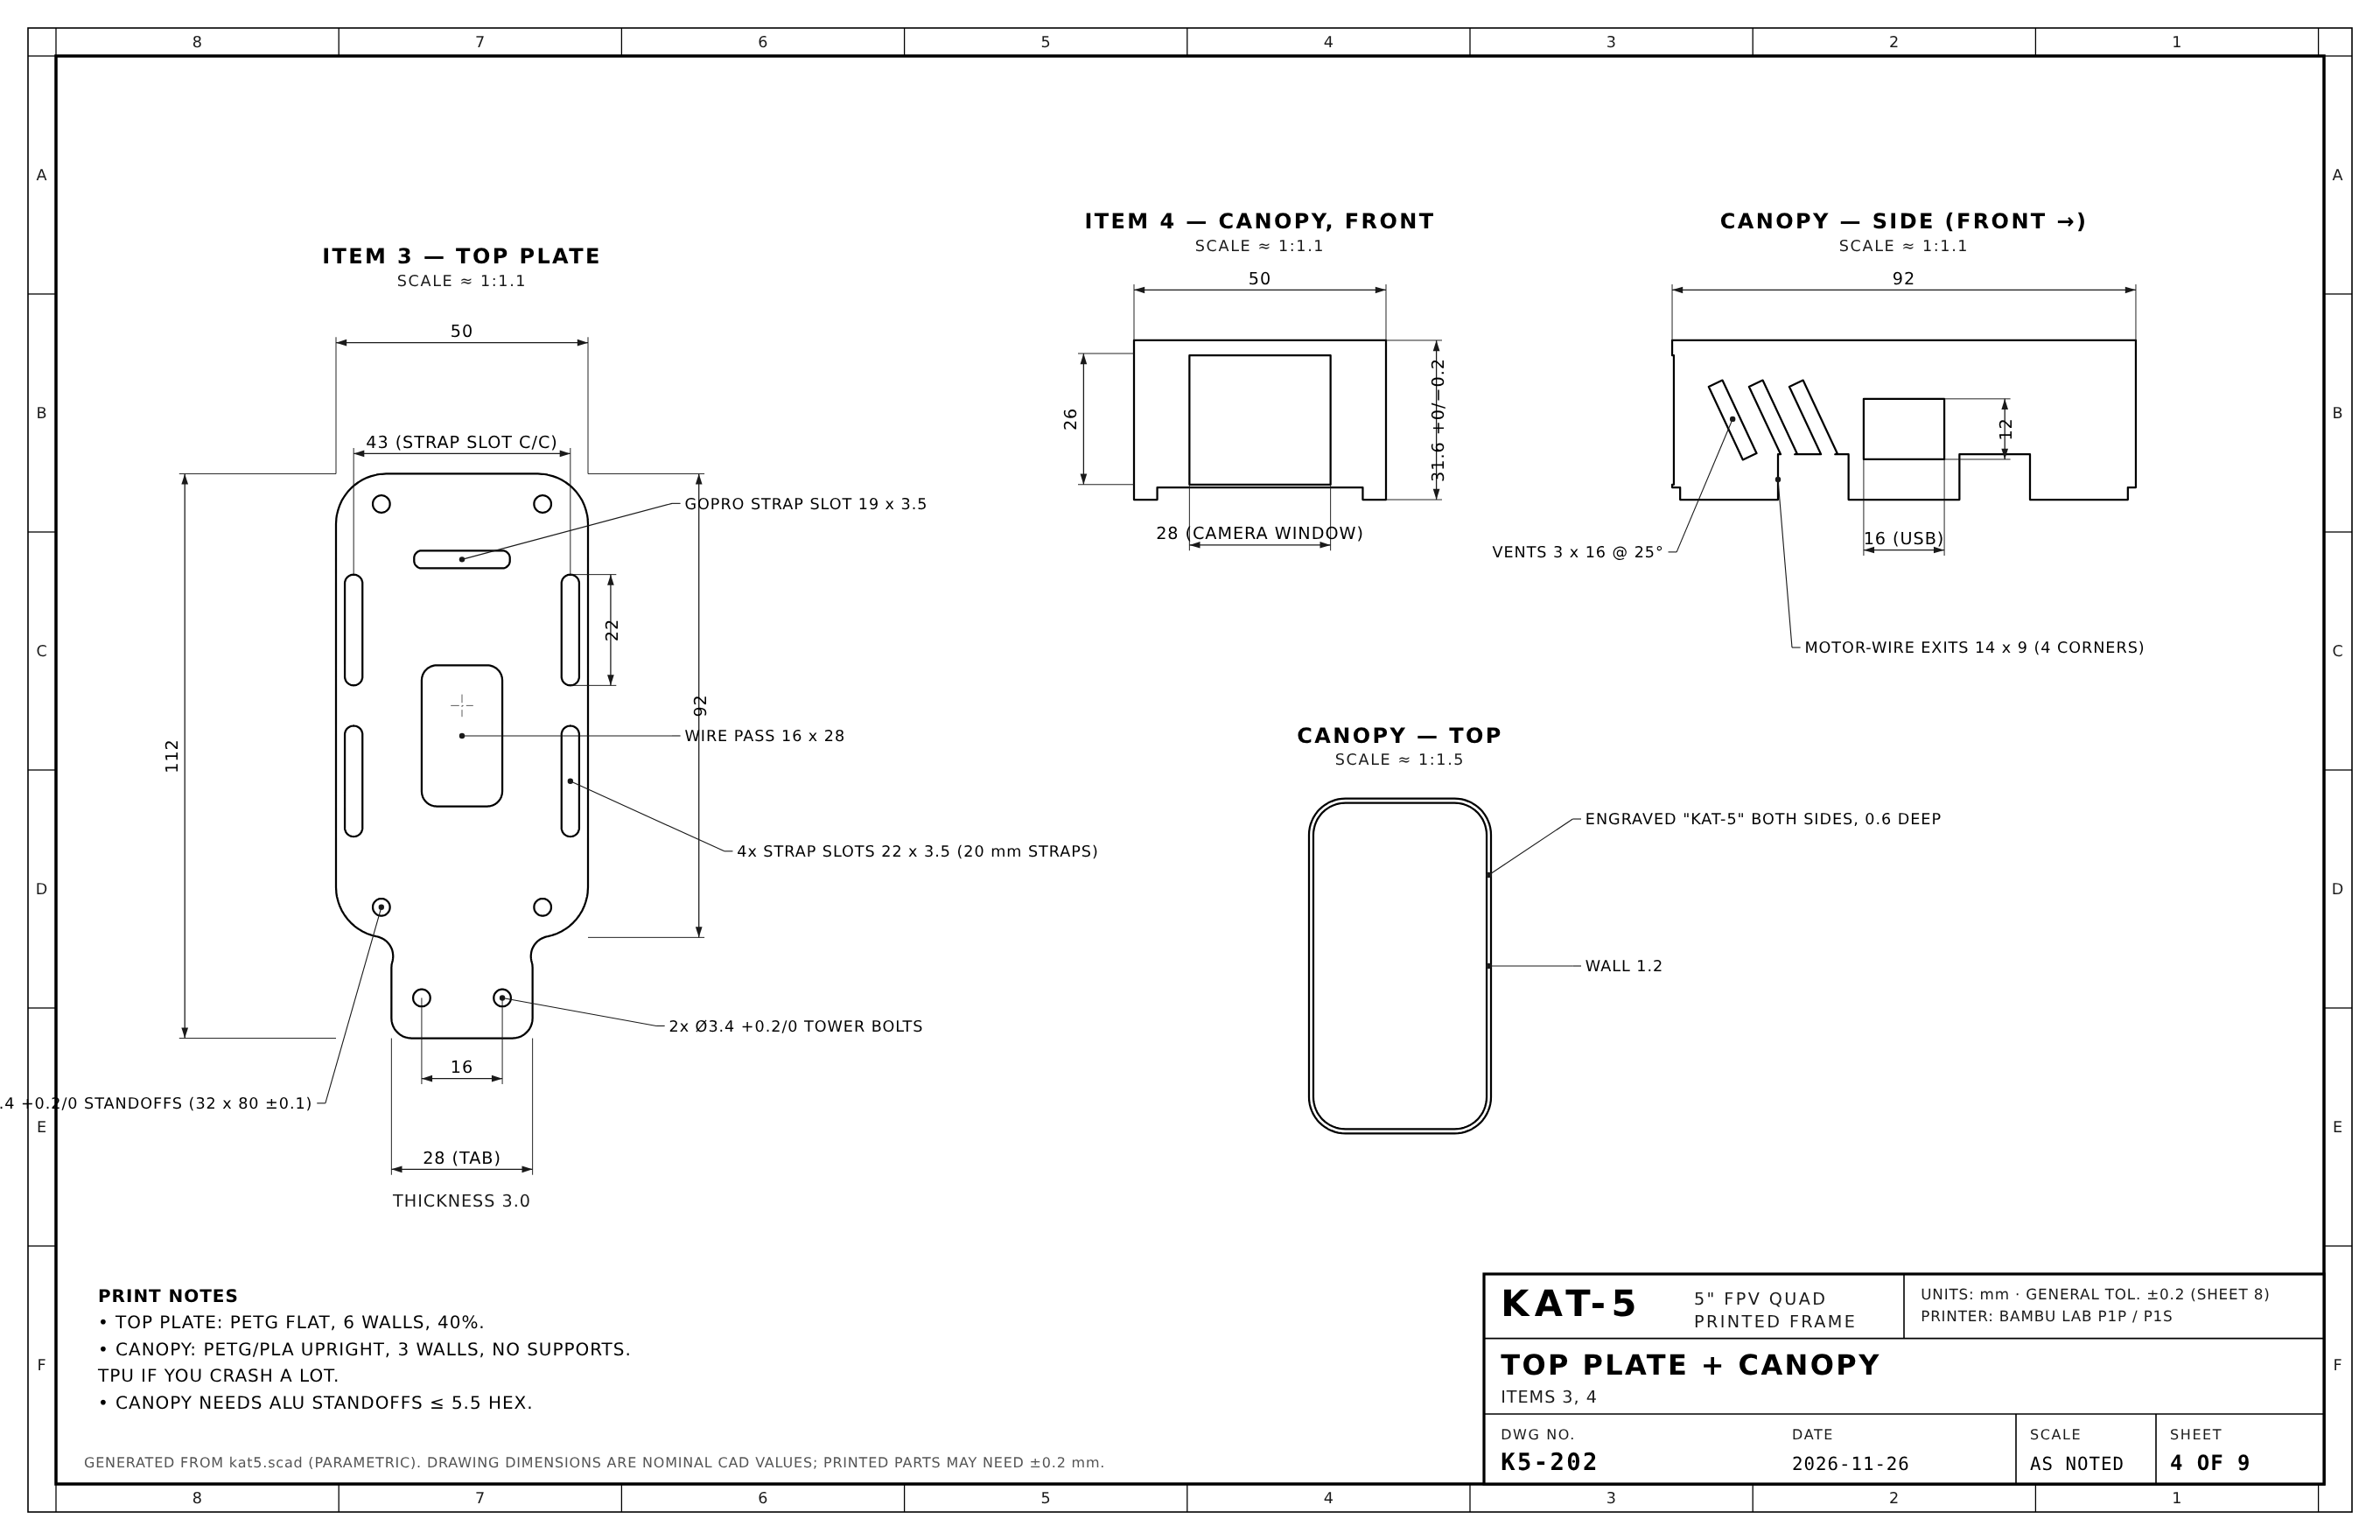 8 7 6 5 4 3 2 1
A A
ITEM 4 — CANOPY, FRONT
SCALE ≈ 1:1.1
CANOPY — SIDE (FRONT →)
SCALE ≈ 1:1.1
ITEM 3 — TOP PLATE
SCALE ≈ 1:1.1
50
92
50
B B
26
31.6 +0/−0.2
12
43 (STRAP SLOT C/C)
GOPRO STRAP SLOT 19 x 3.5
28 (CAMERA WINDOW)
16 (USB)
VENTS 3 x 16 @ 25°
22
MOTOR-WIRE EXITS 14 x 9 (4 CORNERS)
C C
92
WIRE PASS 16 x 28
112
CANOPY — TOP
SCALE ≈ 1:1.5
ENGRAVED "KAT-5" BOTH SIDES, 0.6 DEEP
4x STRAP SLOTS 22 x 3.5 (20 mm STRAPS)
D D
WALL 1.2
2x Ø3.4 +0.2/0 TOWER BOLTS
16
.4 +0.2/0 STANDOFFS (32 x 80 ±0.1)
E E
28 (TAB)
THICKNESS 3.0
PRINT NOTES
• TOP PLATE: PETG FLAT, 6 WALLS, 40%.
• CANOPY: PETG/PLA UPRIGHT, 3 WALLS, NO SUPPORTS.
TPU IF YOU CRASH A LOT.
• CANOPY NEEDS ALU STANDOFFS ≤ 5.5 HEX.
F F
KAT-5
5" FPV QUAD
PRINTED FRAME
UNITS: mm · GENERAL TOL. ±0.2 (SHEET 8)
PRINTER: BAMBU LAB P1P / P1S
TOP PLATE + CANOPY
ITEMS 3, 4
DWG NO.
K5-202
DATE
2026-11-26
SCALE
AS NOTED
SHEET
4 OF 9
GENERATED FROM kat5.scad (PARAMETRIC). DRAWING DIMENSIONS ARE NOMINAL CAD VALUES; PRINTED PARTS MAY NEED ±0.2 mm.
8 7 6 5 4 3 2 1